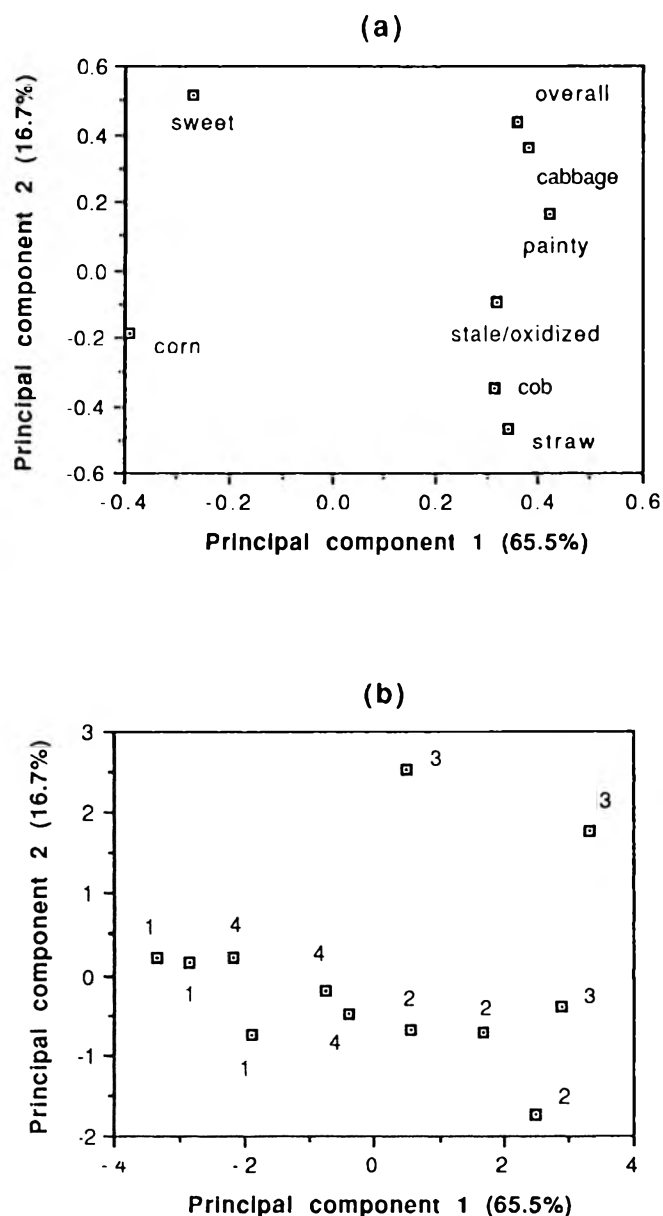 (a)
0.6
0.4
0.2
0.0
-0.2
-0.4
-0.6
Principal component 2 (16.7%)
sweet
overall
cabbage
painty
stale/oxidized
corn
cob
straw
-0.4 -0.2 0.0 0.2 0.4 0.6
Principal component 1 (65.5%)
(b)
3
2
1
0
-1
-2
Principal component 2 (16.7%)
3
3
1 4
4
1
2 2 3
4
1
2
-4 -2 0 2 4
Principal component 1 (65.5%)